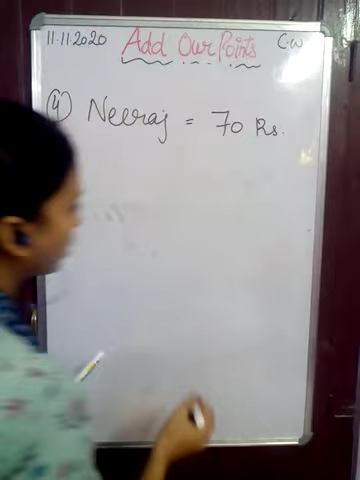 11.11.2020 Add Our Points C.W
4) Neeraj = 70 Rs.